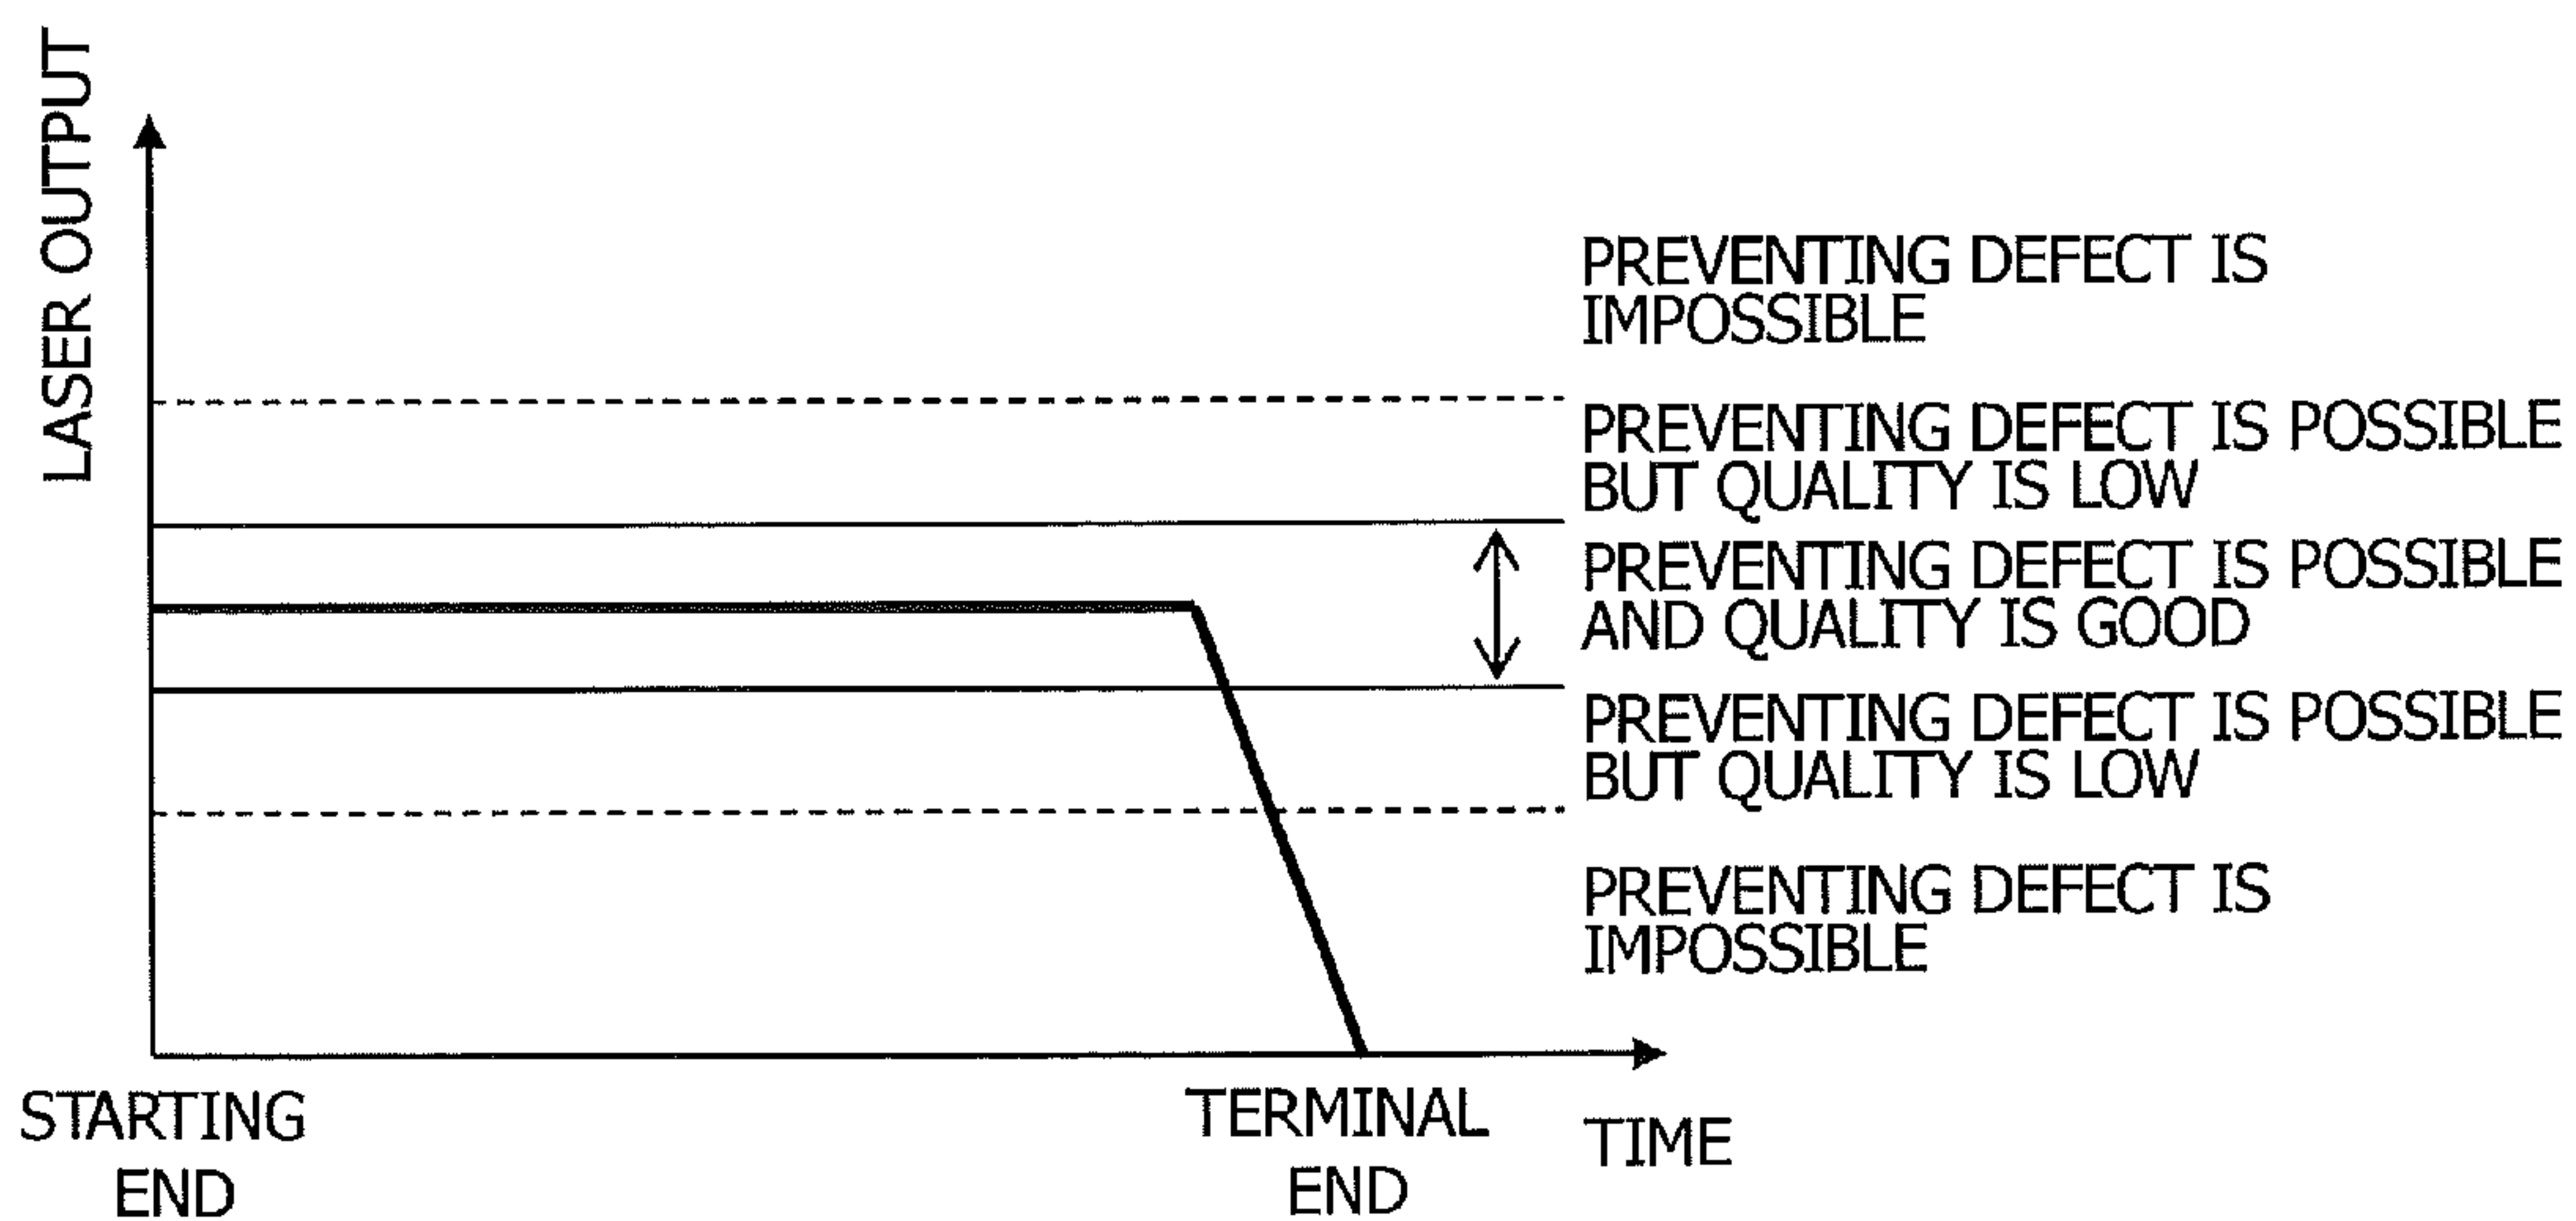 LASER OUTPUT
PREVENTING DEFECT IS
IMPOSSIBLE
PREVENTING DEFECT IS POSSIBLE
BUT QUALITY IS LOW
PREVENTING DEFECT IS POSSIBLE
AND QUALITY IS GOOD
PREVENTING DEFECT IS POSSIBLE
BUT QUALITY IS LOW
PREVENTING DEFECT IS
IMPOSSIBLE
STARTING
END
TERMINAL
END
TIME